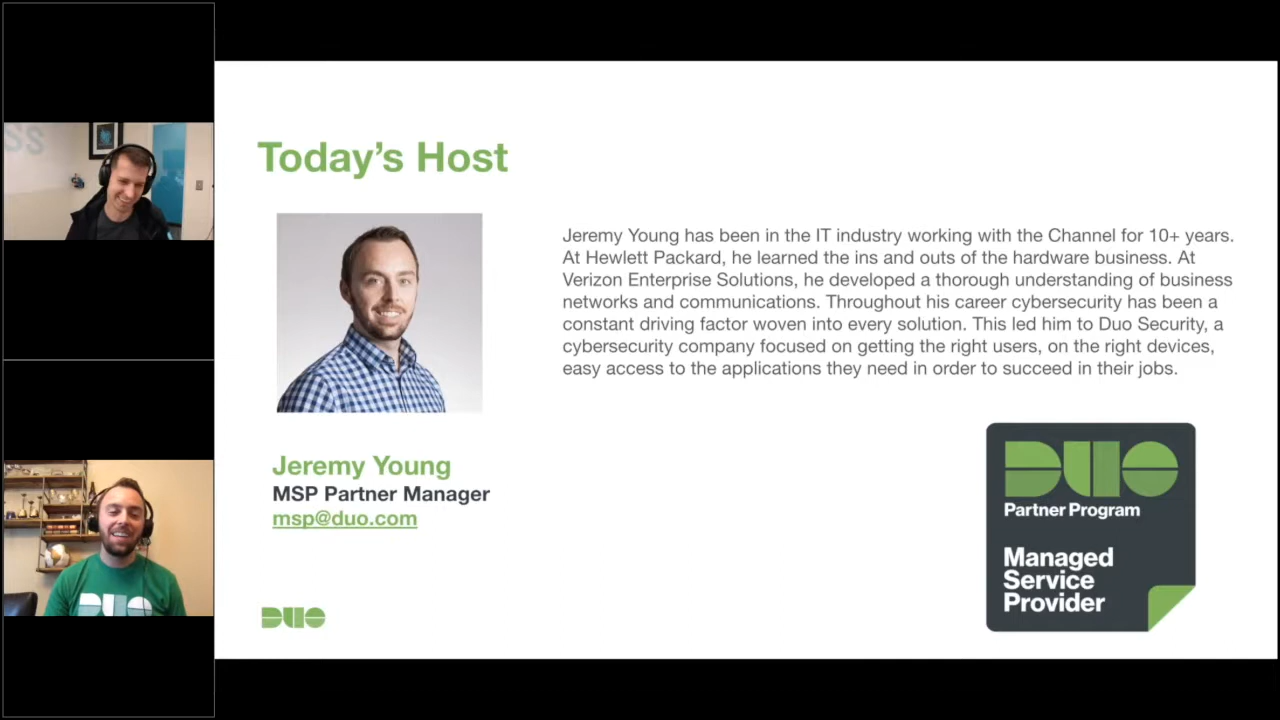 SS
Today's Host
Jeremy Young has been in the IT industry working with the Channel for 10+ years.
At Hewlett Packard, he learned the ins and outs of the hardware business. At
Verizon Enterprise Solutions, he developed a thorough understanding of business
networks and communications. Throughout his career cybersecurity has been a
constant driving factor woven into every solution. This led him to Duo Security, a
cybersecurity company focused on getting the right users, on the right devices,
easy access to the applications they need in order to succeed in their jobs.
Jeremy Young
MSP Partner Manager
msp@duo.com
DUO
Partner Program
Managed
Service
Provider
DUO
DUO